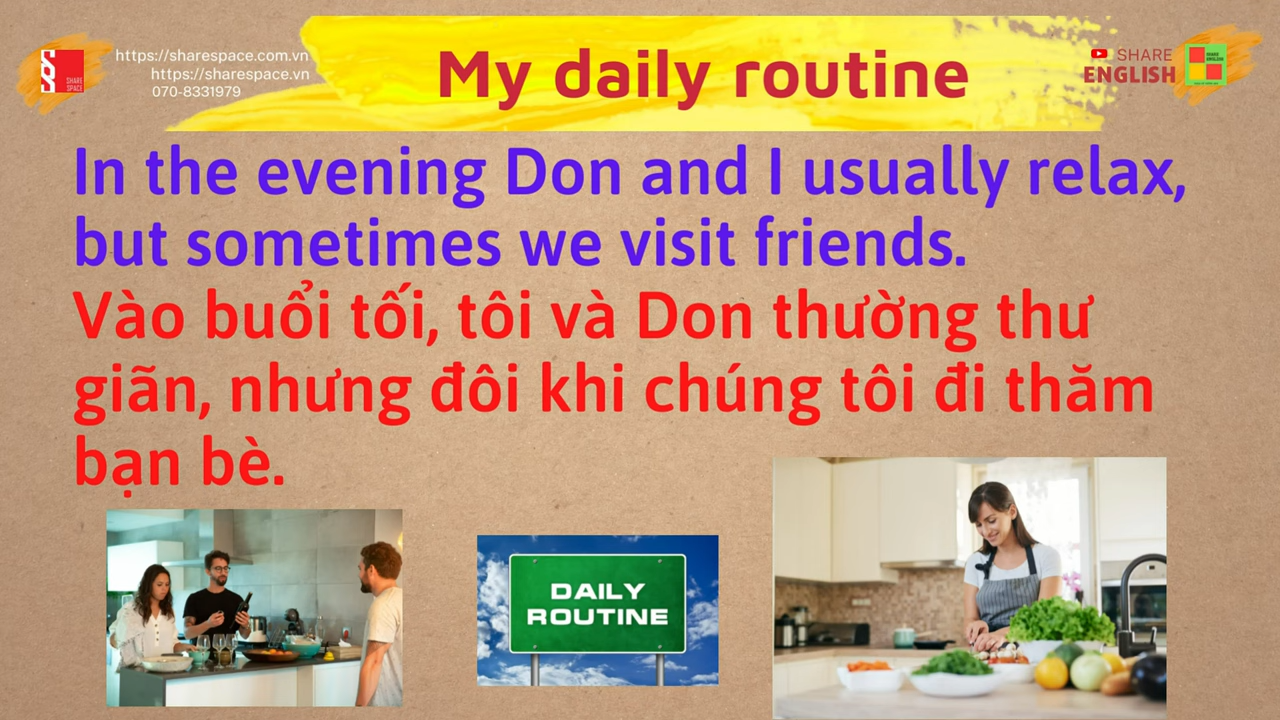 https://sharespace.com.vn
https://sharespace.vn
070-8331979
SHARE
SPACE
My daily routine
SHARE
ENGLISH
In the evening Don and I usually relax,
but sometimes we visit friends.
Vào buổi tối, tôi và Don thường thư
giãn, nhưng đôi khi chúng tôi đi thăm
bạn bè.
DAILY
ROUTINE